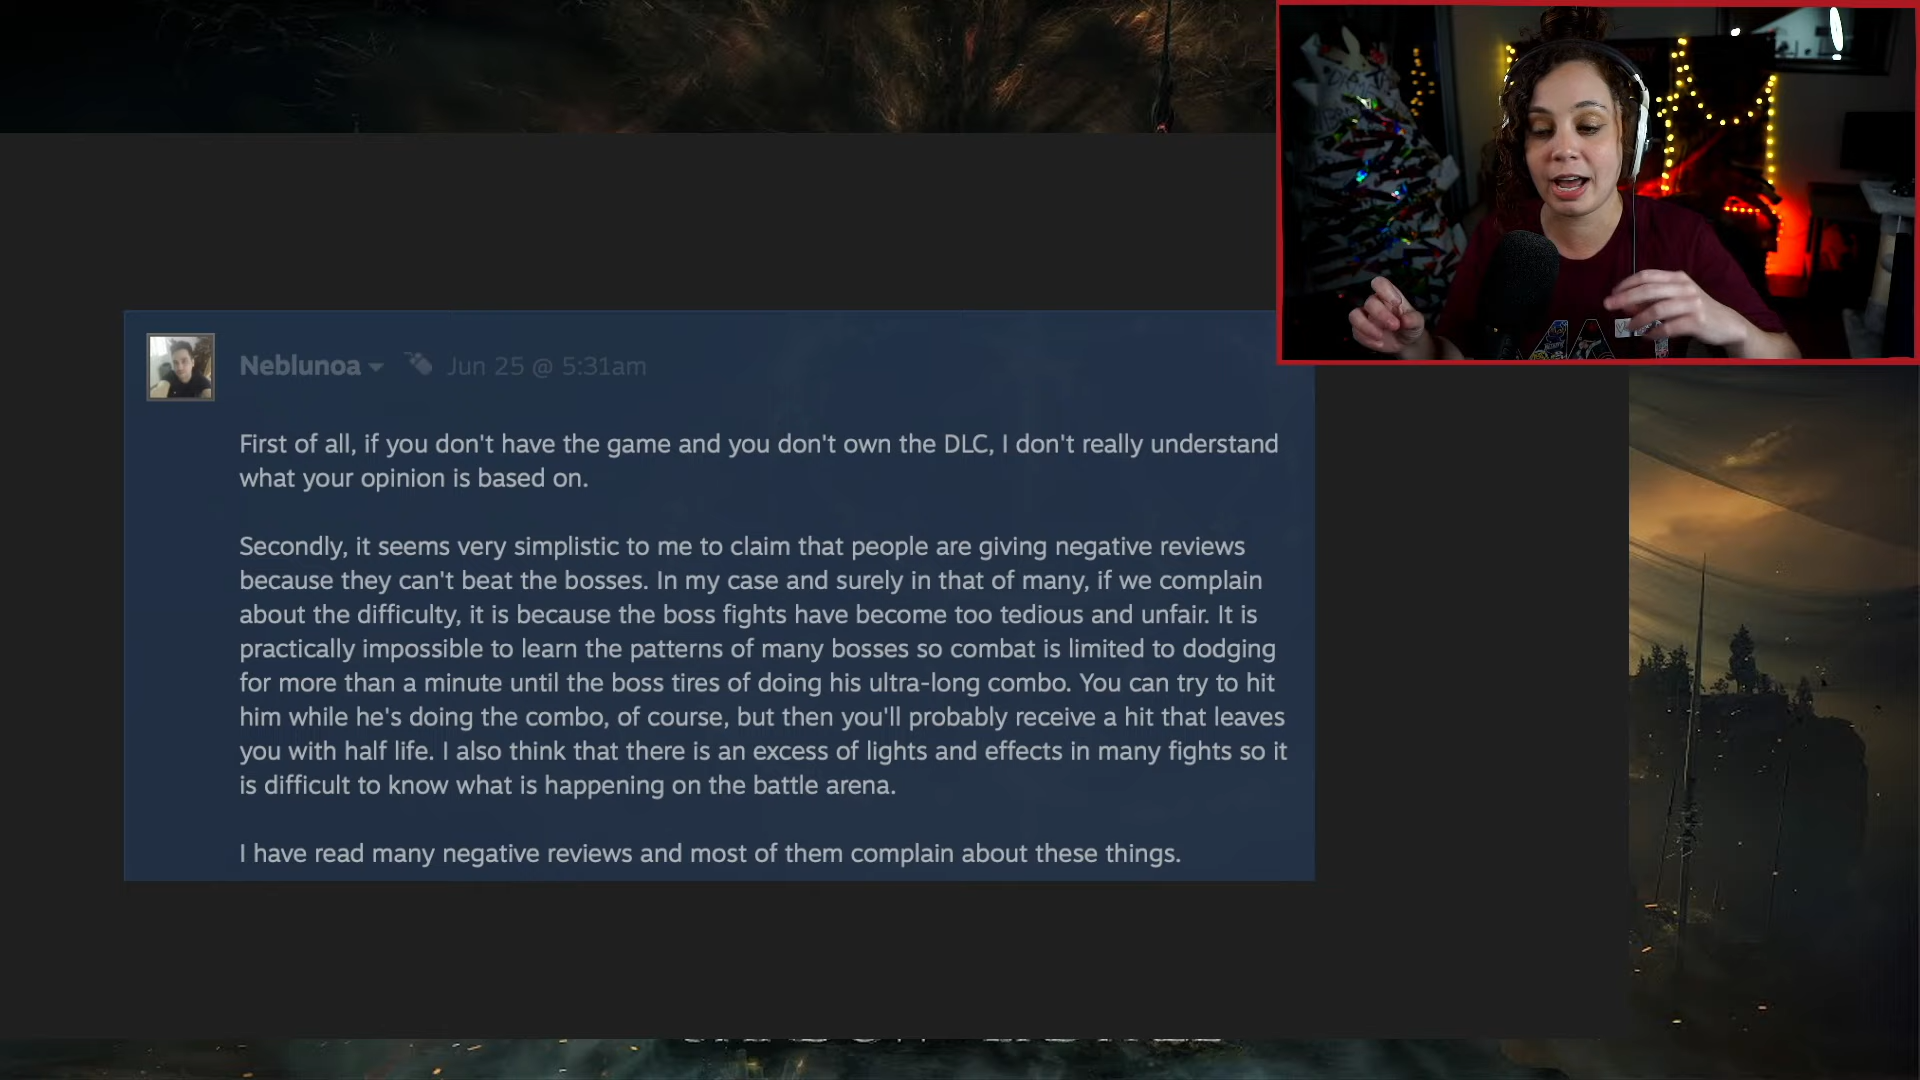 Neblunoa Jun 25 @ 5:31am
First of all, if you don't have the game and you don't own the DLC, I don't really understand
what your opinion is based on.
Secondly, it seems very simplistic to me to claim that people are giving negative reviews
because they can't beat the bosses. In my case and surely in that of many, if we complain
about the difficulty, it is because the boss fights have become too tedious and unfair. It is
practically impossible to learn the patterns of many bosses so combat is limited to dodging
for more than a minute until the boss tires of doing his ultra-long combo. You can try to hit
him while he's doing the combo, of course, but then you'll probably receive a hit that leaves
you with half life. I also think that there is an excess of lights and effects in many fights so it
is difficult to know what is happening on the battle arena.
I have read many negative reviews and most of them complain about these things.